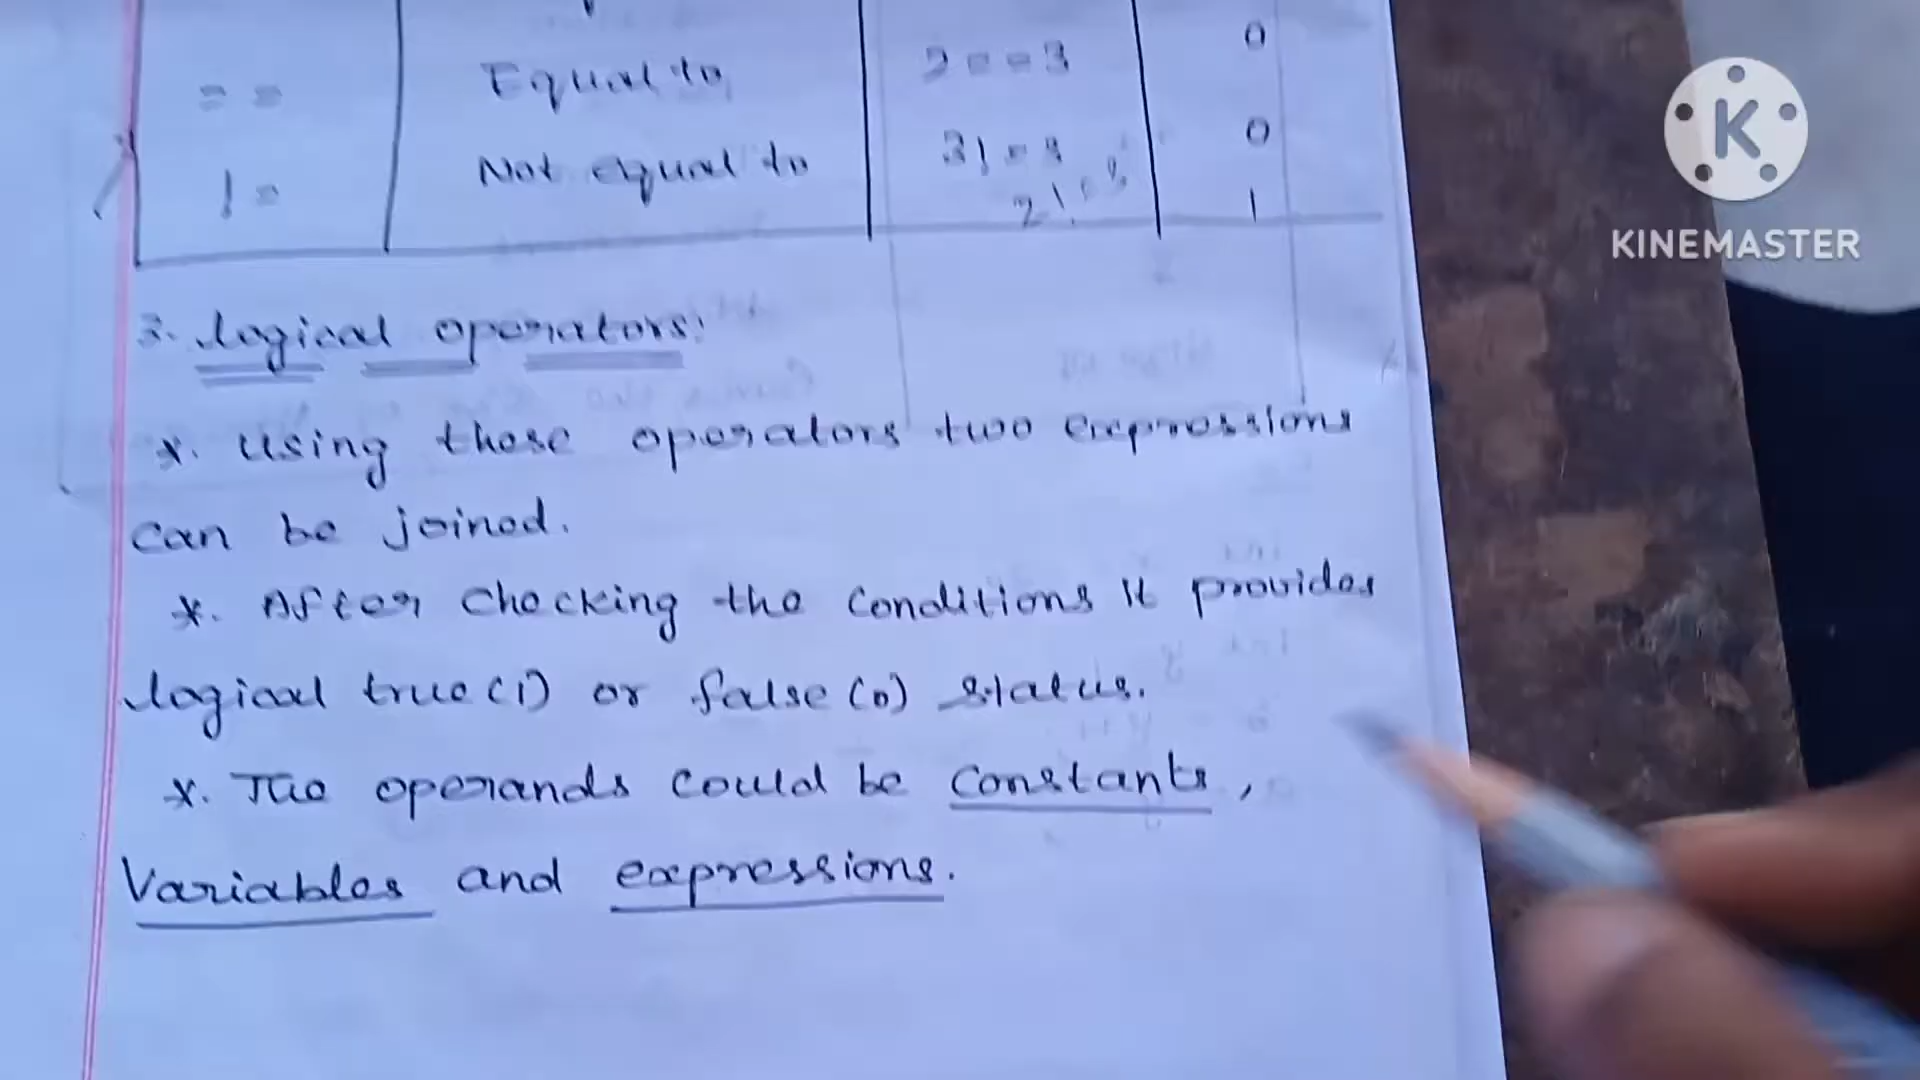 == Equal to 2==3 0
!= Not equal to 3!=3 0
2!=3 1
3. Logical operators:
*. Using these operators two expressions
can be joined.
*. After checking the conditions it provides
logical true(1) or false(0) status.
*. The operands could be constants,
Variables and expressions.
K
KINEMASTER